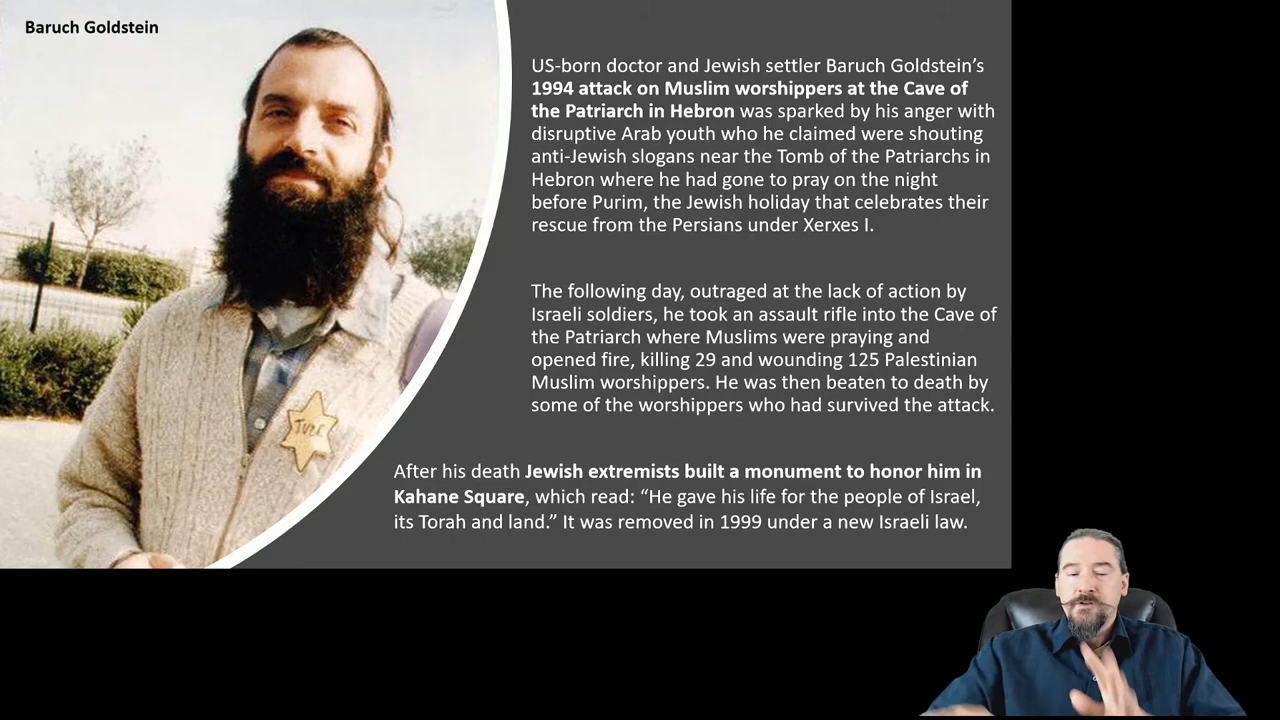 Baruch Goldstein
US-born doctor and Jewish settler Baruch Goldstein’s
1994 attack on Muslim worshippers at the Cave of
the Patriarch in Hebron was sparked by his anger with
disruptive Arab youth who he claimed were shouting
anti-Jewish slogans near the Tomb of the Patriarchs in
Hebron where he had gone to pray on the night
before Purim, the Jewish holiday that celebrates their
rescue from the Persians under Xerxes I.
The following day, outraged at the lack of action by
Israeli soldiers, he took an assault rifle into the Cave of
the Patriarch where Muslims were praying and
opened fire, killing 29 and wounding 125 Palestinian
Muslim worshippers. He was then beaten to death by
some of the worshippers who had survived the attack.
After his death Jewish extremists built a monument to honor him in
Kahane Square, which read: “He gave his life for the people of Israel,
its Torah and land.” It was removed in 1999 under a new Israeli law.